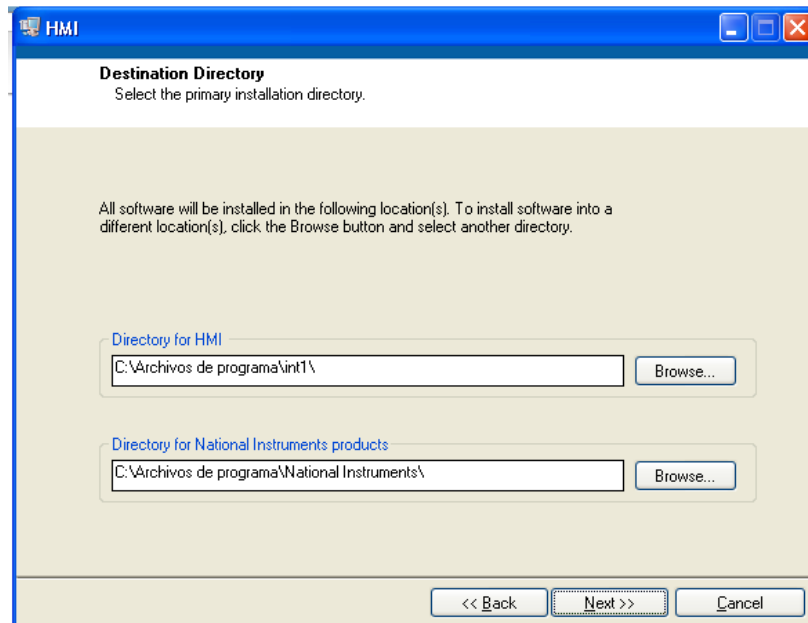 HMI
Destination Directory
Select the primary installation directory.
All software will be installed in the following location(s). To install software into a
different location(s), click the Browse button and select another directory.
Directory for HMI
C:\Archivos de programa\int1\
Browse...
Directory for National Instruments products
C:\Archivos de programa\National Instruments\
Browse...
<< Back
Next >>
Cancel